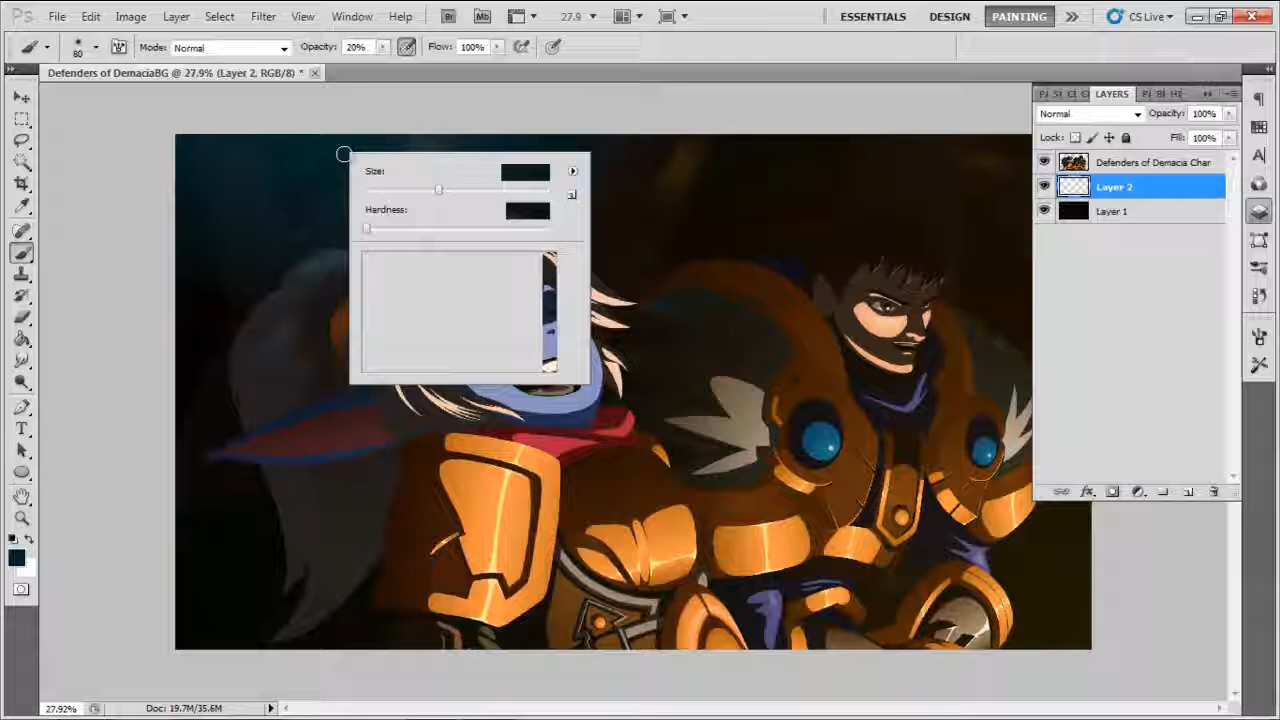 Ps File Edit Image Layer Select Filter View Window Help Br Mb ESSENTIALS DESIGN PAINTING CS Live
80 Mode: Normal Opacity: 20% Flow: 100%
Defenders of DemaciaBG @ 27.9% (Layer 2, RGB/8) *
LAYERS
Normal Opacity: 100%
Lock: Fill: 100%
Defenders of Demacia Char
Layer 2
Layer 1
fx
Size:
Hardness:
27.92% Doc: 19.7M/35.6M